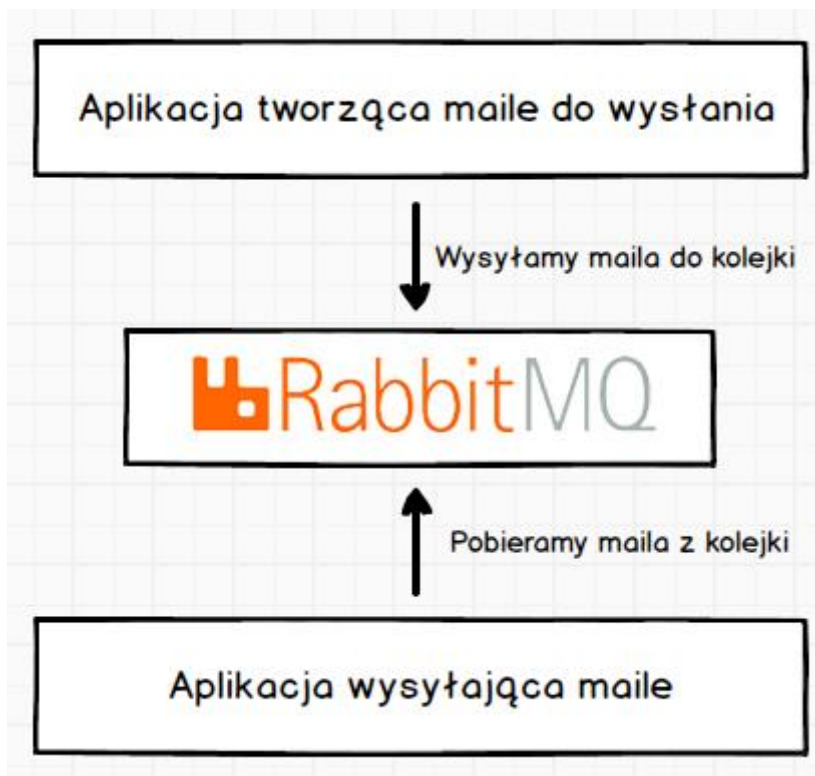 Aplikacja tworząca maile do wysłania
Wysyłamy maila do kolejki
RabbitMQ
Pobieramy maila z kolejki
Aplikacja wysyłająca maile